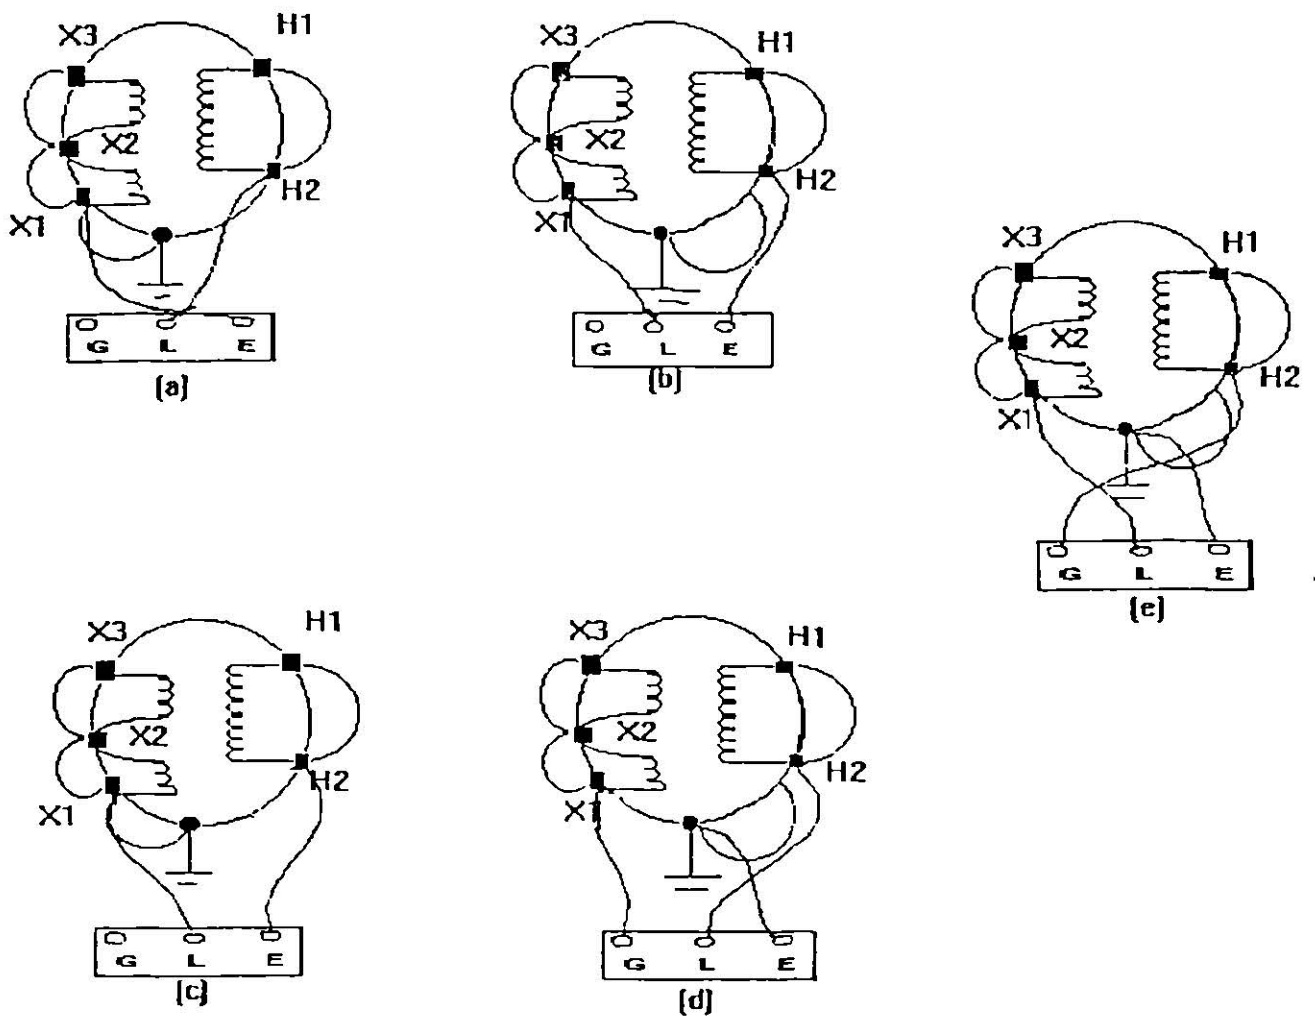 X3 H1
X2
H2
X1
G L E
(a)
X3 H1
X2
H2
X1
G L E
(b)
X3 H1
X2
H2
X1
G L E
(e)
X3 H1
X2
H2
X1
G L E
(c)
X3 H1
X2
H2
X1
G L E
(d)